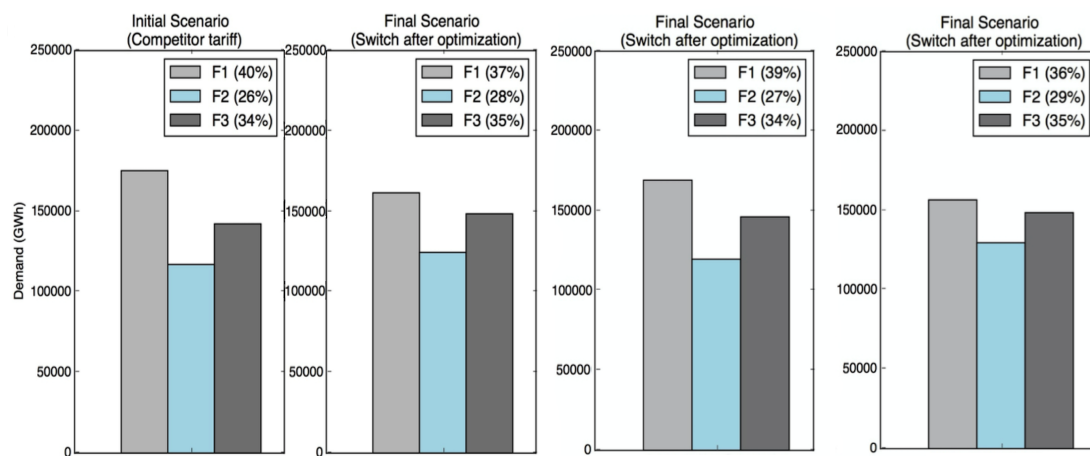 Initial Scenario
(Competitor tariff)
250000
200000
150000
100000
50000
0
Demand (GWh)
F1 (40%)
F2 (26%)
F3 (34%)
Final Scenario
(Switch after optimization)
250000
200000
150000
100000
50000
0
F1 (37%)
F2 (28%)
F3 (35%)
Final Scenario
(Switch after optimization)
250000
200000
150000
100000
50000
0
F1 (39%)
F2 (27%)
F3 (34%)
Final Scenario
(Switch after optimization)
250000
200000
150000
100000
50000
0
F1 (36%)
F2 (29%)
F3 (35%)